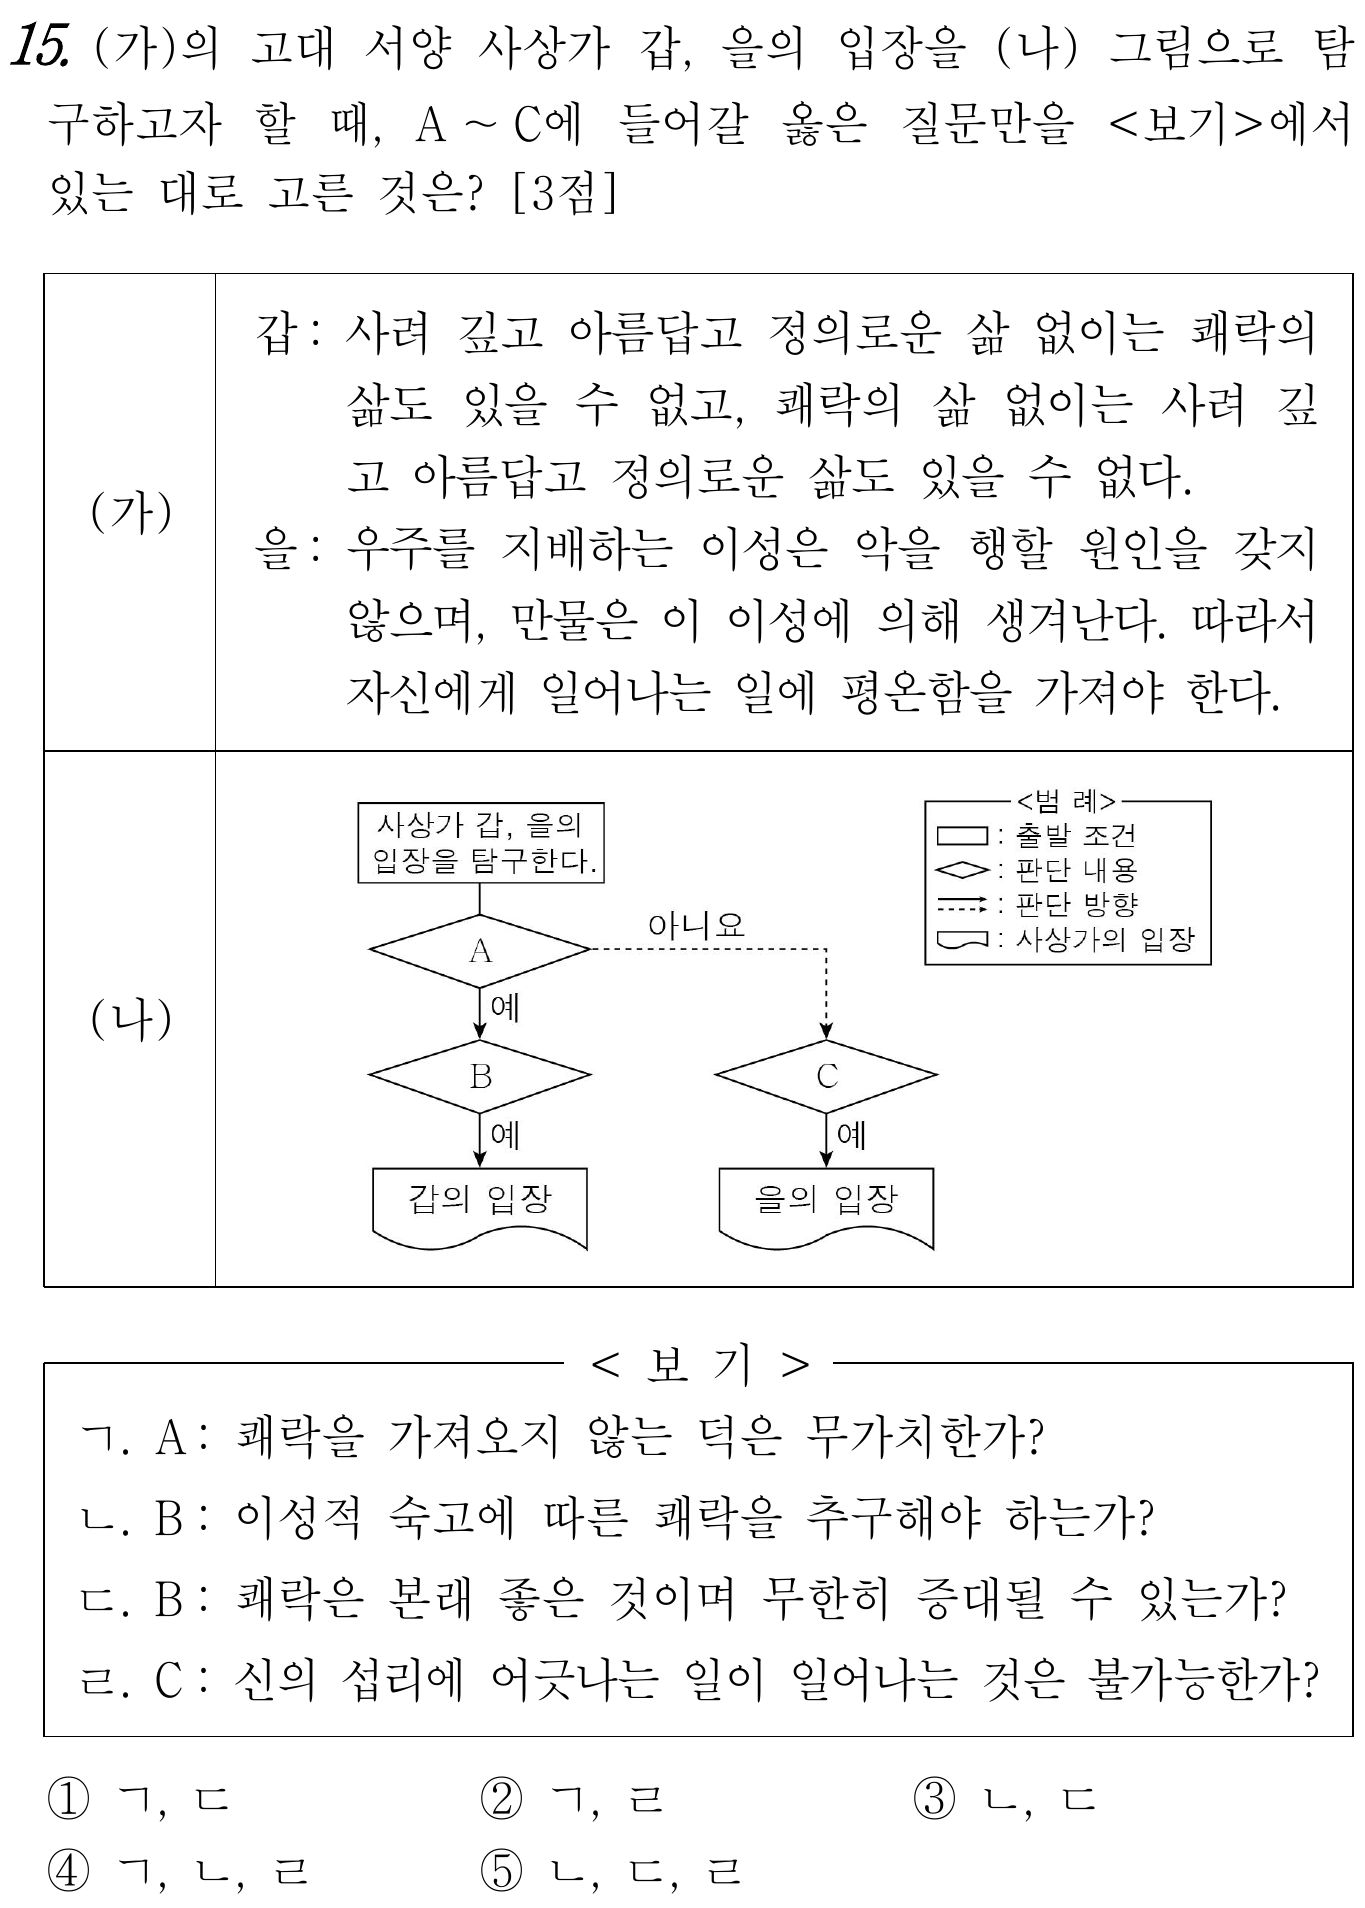 15. (가)의 고대 서양 사상가 갑, 을의 입장을 (나) 그림으로 탐
구하고자 할 때, A ~ C에 들어갈 옳은 질문만을 <보기>에서
있는 대로 고른 것은? [3점]
(가)
갑 : 사려 깊고 아름답고 정의로운 삶 없이는 쾌락의
삶도 있을 수 없고, 쾌락의 삶 없이는 사려 깊
고 아름답고 정의로운 삶도 있을 수 없다.
을 : 우주를 지배하는 이성은 악을 행할 원인을 갖지
않으며, 만물은 이 이성에 의해 생겨난다. 따라서
자신에게 일어나는 일에 평온함을 가져야 한다.
(나)
사상가 갑, 을의
입장을 탐구한다.
<범 례>
: 출발 조건
: 판단 내용
: 판단 방향
: 사상가의 입장
A
아니요
예
B
C
예
예
갑의 입장
을의 입장
< 보 기 >
ㄱ. A : 쾌락을 가져오지 않는 덕은 무가치한가?
ㄴ. B : 이성적 숙고에 따른 쾌락을 추구해야 하는가?
ㄷ. B : 쾌락은 본래 좋은 것이며 무한히 증대될 수 있는가?
ㄹ. C : 신의 섭리에 어긋나는 일이 일어나는 것은 불가능한가?
① ㄱ, ㄷ ② ㄱ, ㄹ ③ ㄴ, ㄷ
④ ㄱ, ㄴ, ㄹ ⑤ ㄴ, ㄷ, ㄹ